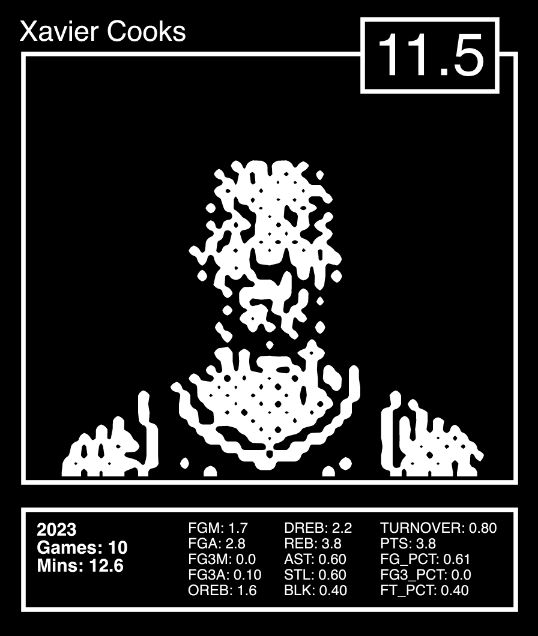 Xavier Cooks
11.5
2023
Games: 10
Mins: 12.6
FGM: 1.7
FGA: 2.8
FG3M: 0.0
FG3A: 0.10
OREB: 1.6
DREB: 2.2
REB: 3.8
AST: 0.60
STL: 0.60
BLK: 0.40
TURNOVER: 0.80
PTS: 3.8
FG_PCT: 0.61
FG3_PCT: 0.0
FT_PCT: 0.40